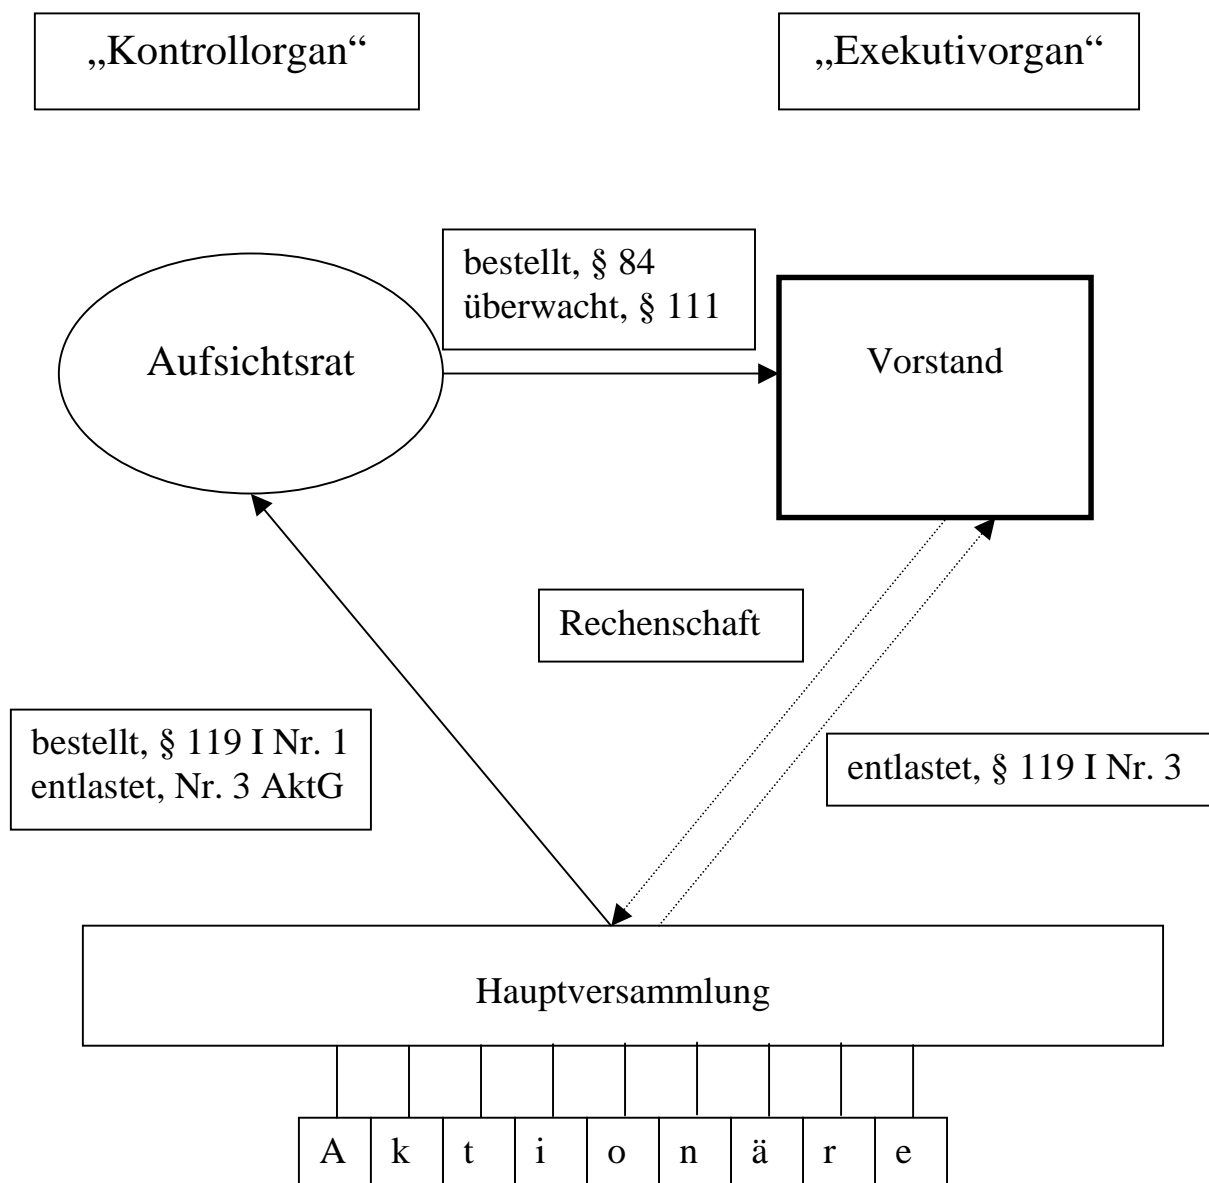 „Kontrollorgan“
„Exekutivorgan“
bestellt, § 84
überwacht, § 111
Aufsichtsrat
Vorstand
Rechenschaft
bestellt, § 119 I Nr. 1
entlastet, Nr. 3 AktG
entlastet, § 119 I Nr. 3
Hauptversammlung
A k t i o n ä r e